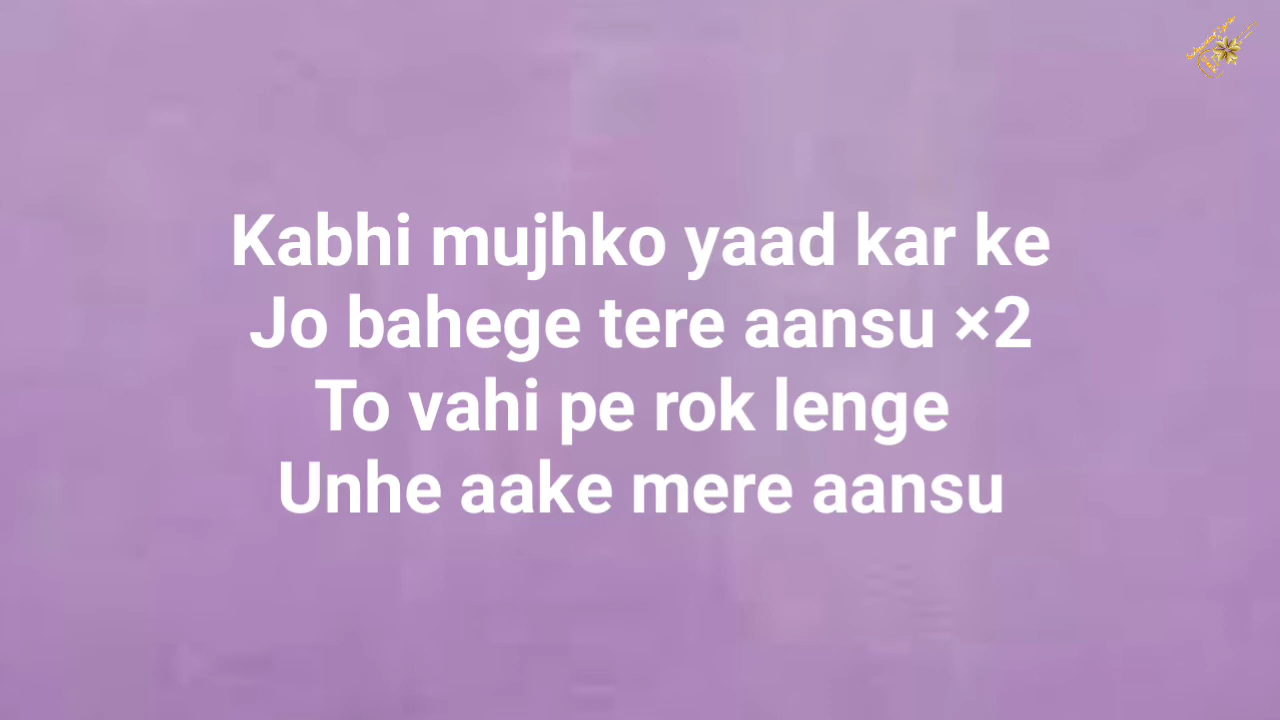 Kabhi mujhko yaad kar ke
Jo bahege tere aansu ×2
To vahi pe rok lenge
Unhe aake mere aansu